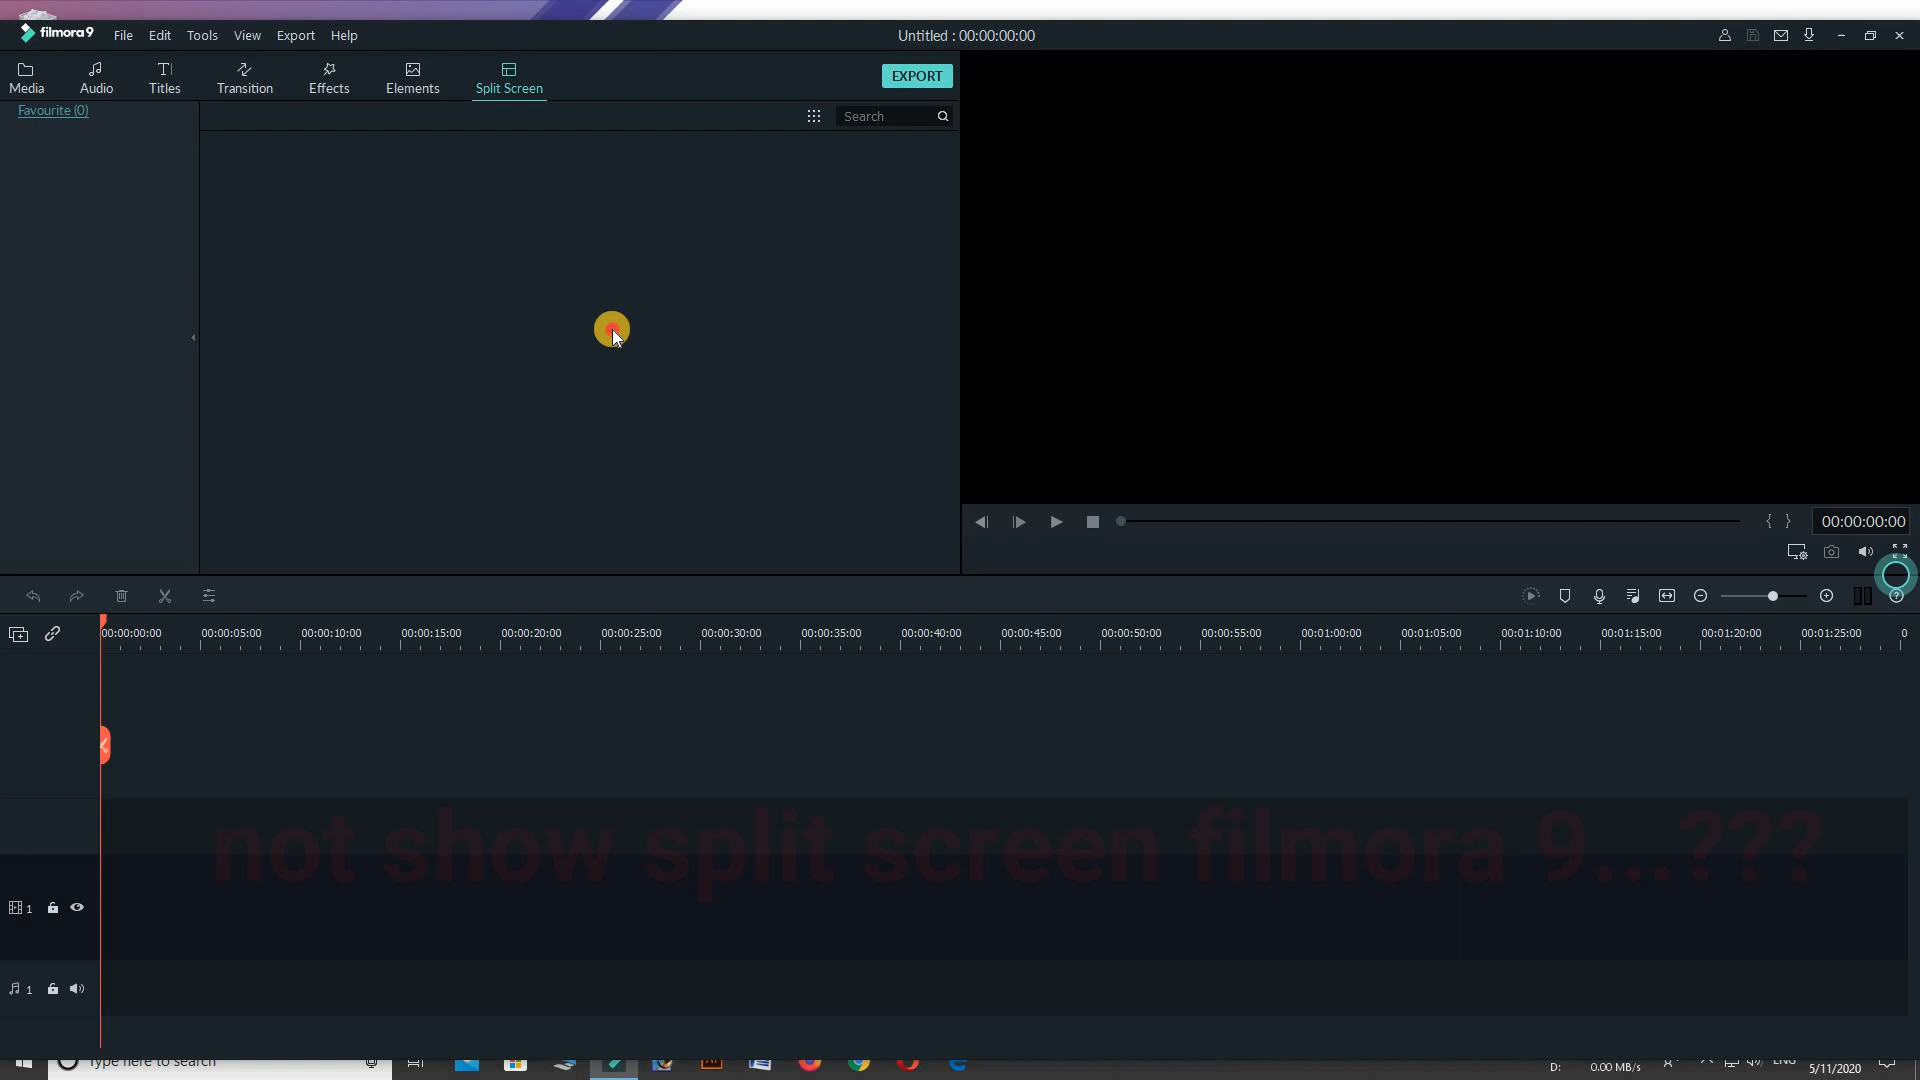 filmora9 File Edit Tools View Export Help Untitled : 00:00:00:00
Media Audio Titles Transition Effects Elements Split Screen EXPORT
Favourite (0) Search
{ } 00:00:00:00
00:00:00:00 00:00:05:00 00:00:10:00 00:00:15:00 00:00:20:00 00:00:25:00 00:00:30:00 00:00:35:00 00:00:40:00 00:00:45:00 00:00:50:00 00:00:55:00 00:01:00:00 00:01:05:00 00:01:10:00 00:01:15:00 00:01:20:00 00:01:25:00 0
not show split screen filmora 9...???
1
1
Type here to search D: 0.00 MB/s ENG 5/11/2020